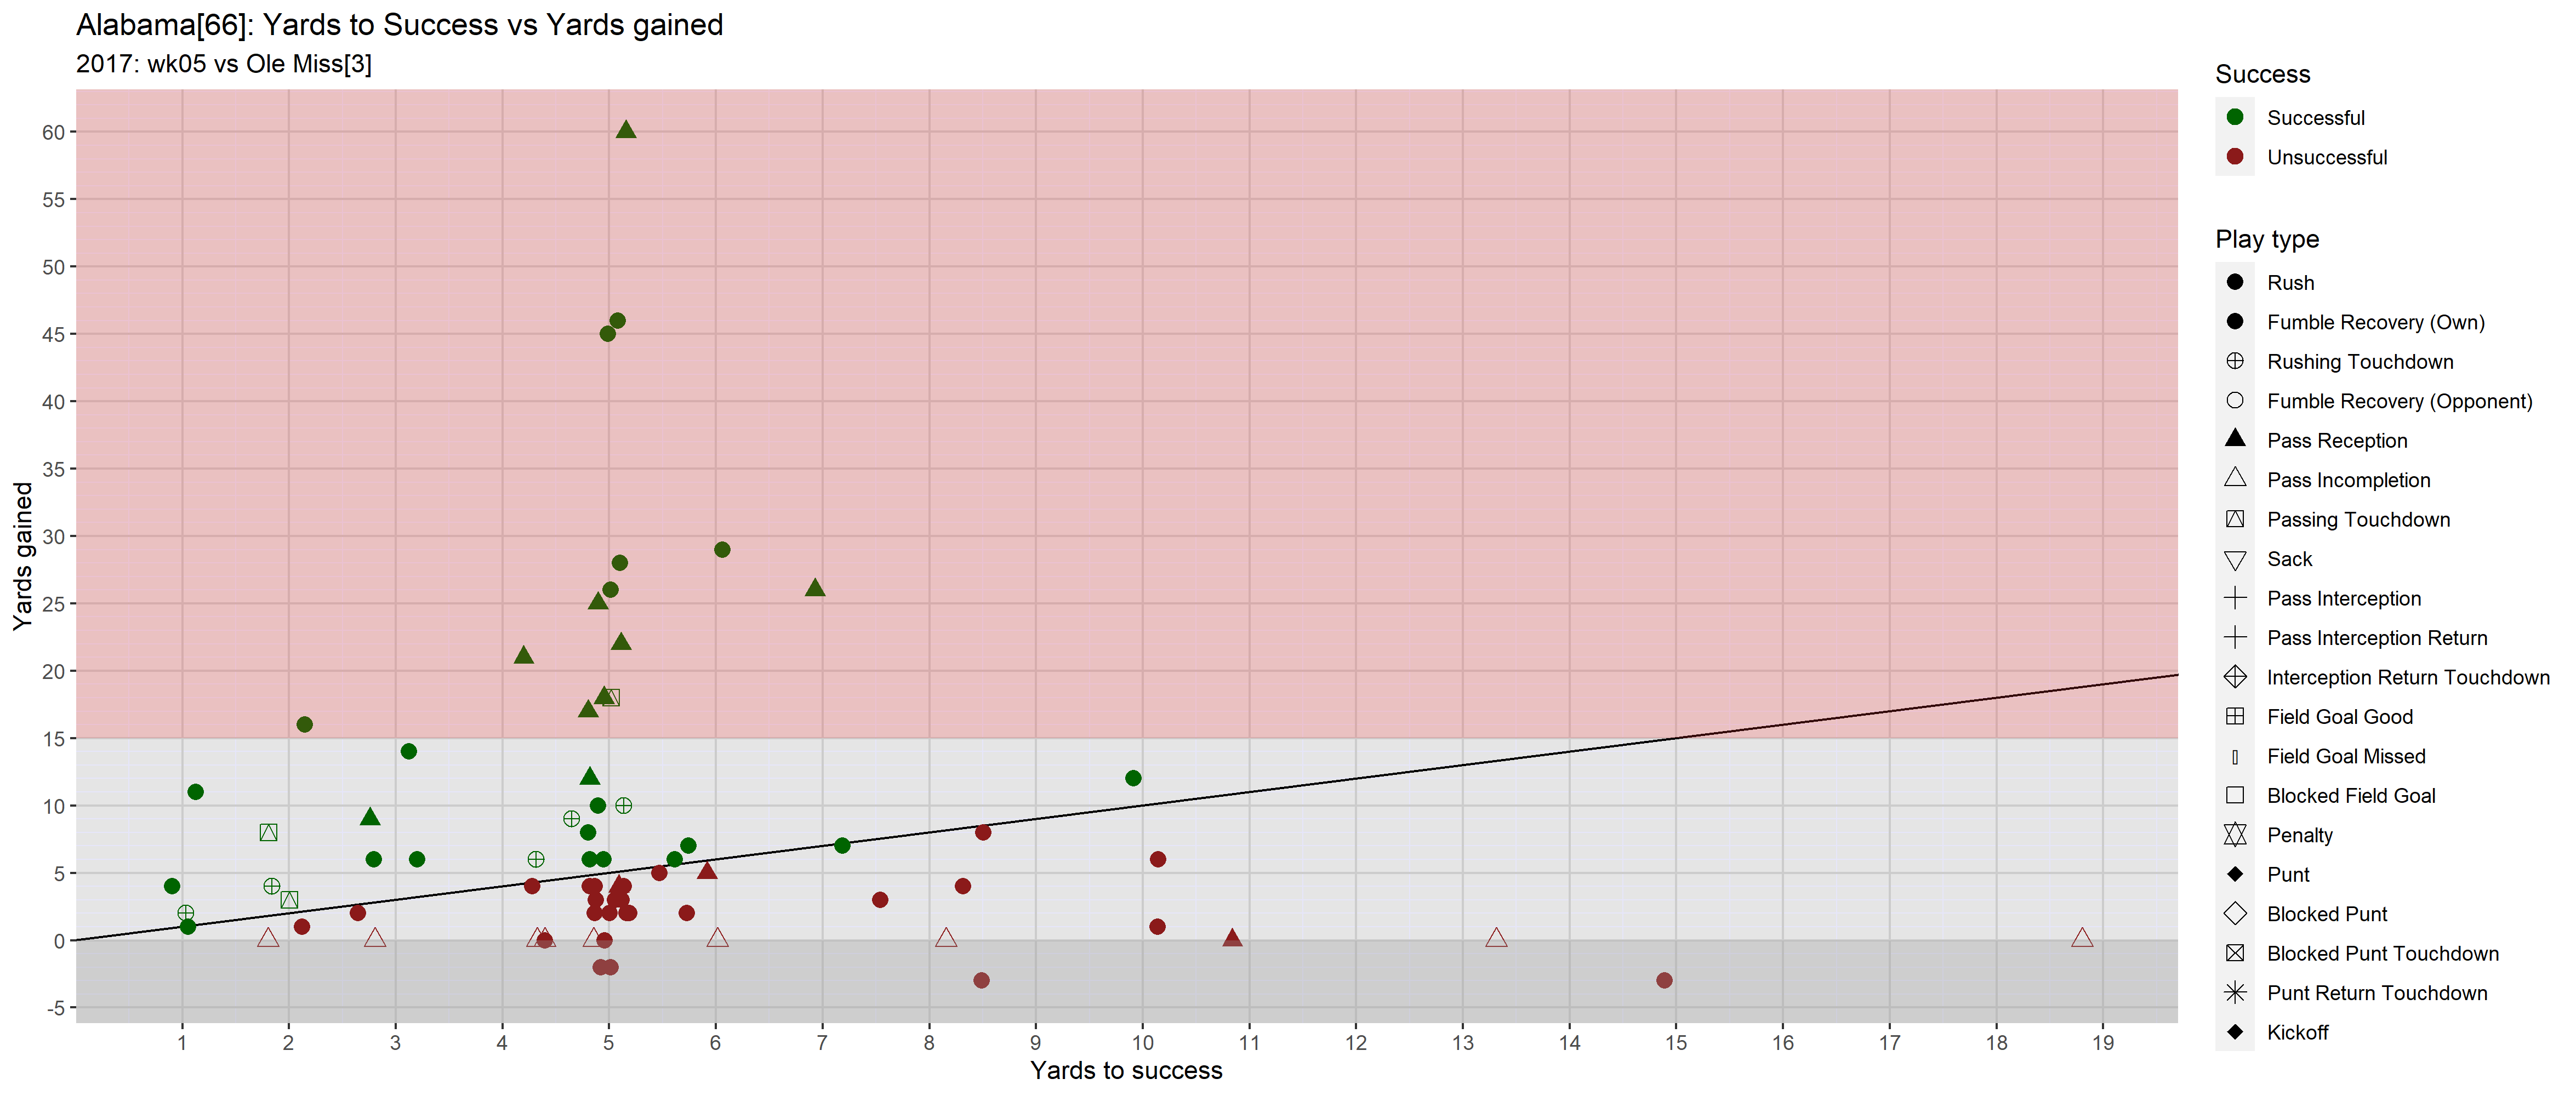 Alabama[66]: Yards to Success vs Yards gained
2017: wk05 vs Ole Miss[3]
Yards gained
60
55
50
45
40
35
30
25
20
15
10
5
0
-5
1 2 3 4 5 6 7 8 9 10 11 12 13 14 15 16 17 18 19
Yards to success
Success
Successful
Unsuccessful
Play type
Rush
Fumble Recovery (Own)
Rushing Touchdown
Fumble Recovery (Opponent)
Pass Reception
Pass Incompletion
Passing Touchdown
Sack
Pass Interception
Pass Interception Return
Interception Return Touchdown
Field Goal Good
Field Goal Missed
Blocked Field Goal
Penalty
Punt
Blocked Punt
Blocked Punt Touchdown
Punt Return Touchdown
Kickoff